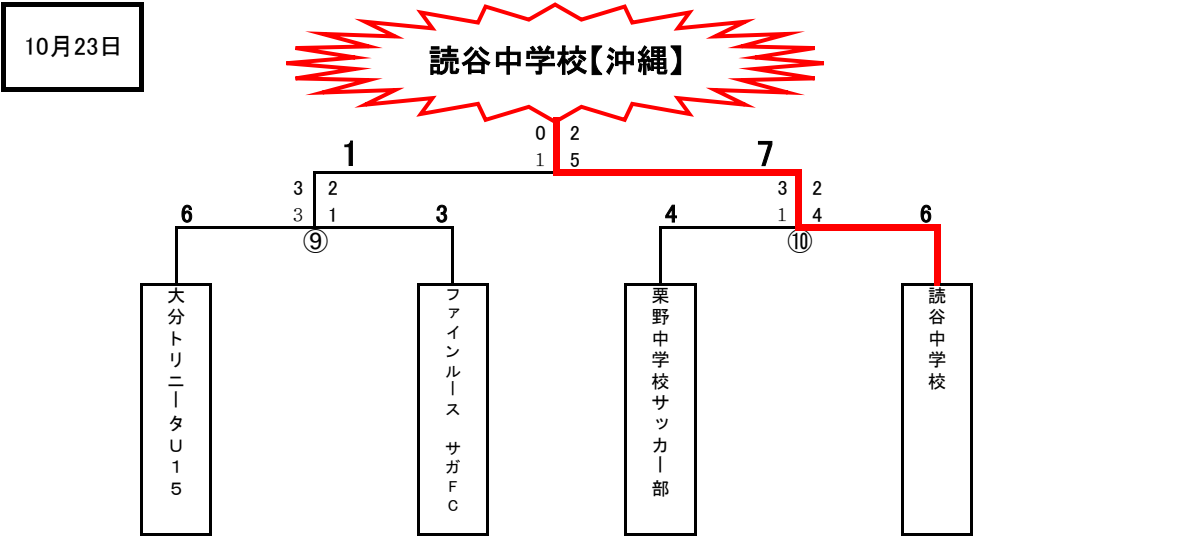 10月23日
読谷中学校【沖縄】
0 2
1 7
1 5
3 2 3 2
6 3 1 3 4 1 4 6
⑨ ⑩
大分トリニータU15
ファインルース サガFC
栗野中学校サッカー部
読谷中学校